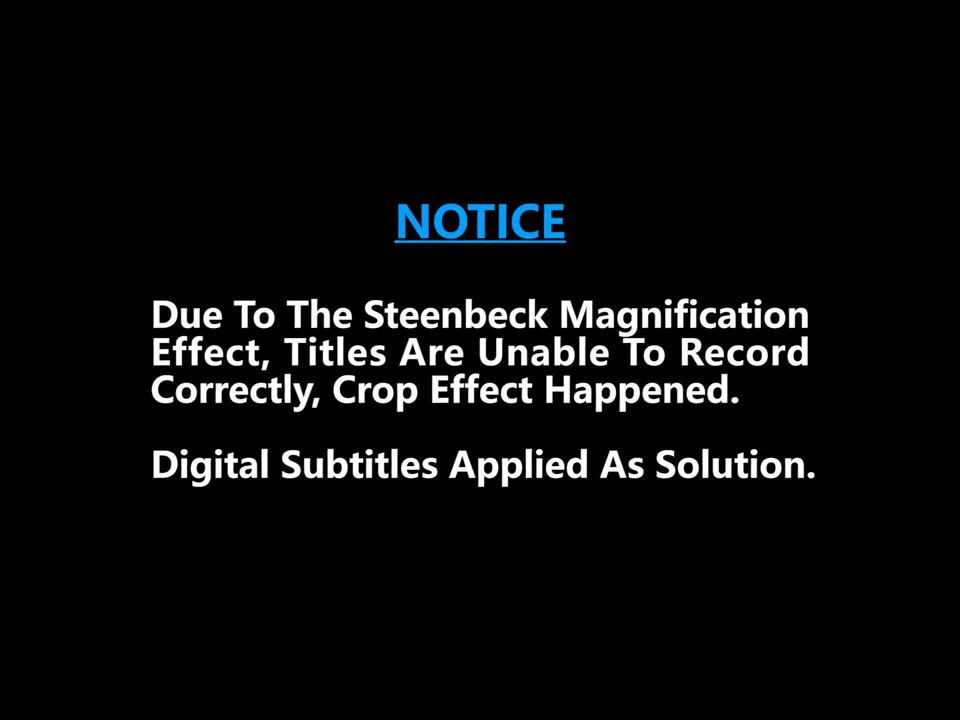 NOTICE
Due To The Steenbeck Magnification
Effect, Titles Are Unable To Record
Correctly, Crop Effect Happened.
Digital Subtitles Applied As Solution.